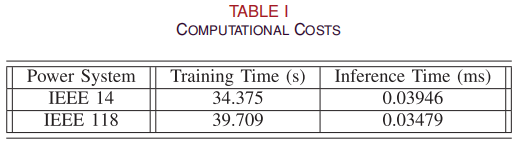 TABLE I
COMPUTATIONAL COSTS
Power System Training Time (s) Inference Time (ms)
IEEE 14 34.375 0.03946
IEEE 118 39.709 0.03479